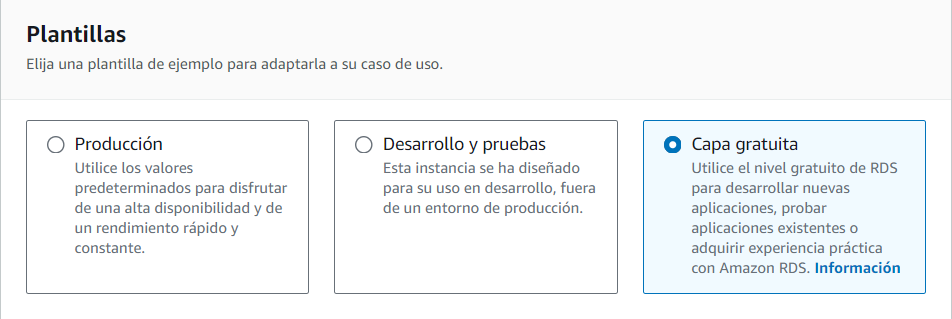 Plantillas
Elija una plantilla de ejemplo para adaptarla a su caso de uso.
Producción
Utilice los valores
predeterminados para disfrutar
de una alta disponibilidad y de
un rendimiento rápido y
constante.
Desarrollo y pruebas
Esta instancia se ha diseñado
para su uso en desarrollo, fuera
de un entorno de producción.
Capa gratuita
Utilice el nivel gratuito de RDS
para desarrollar nuevas
aplicaciones, probar
aplicaciones existentes o
adquirir experiencia práctica
con Amazon RDS. Información